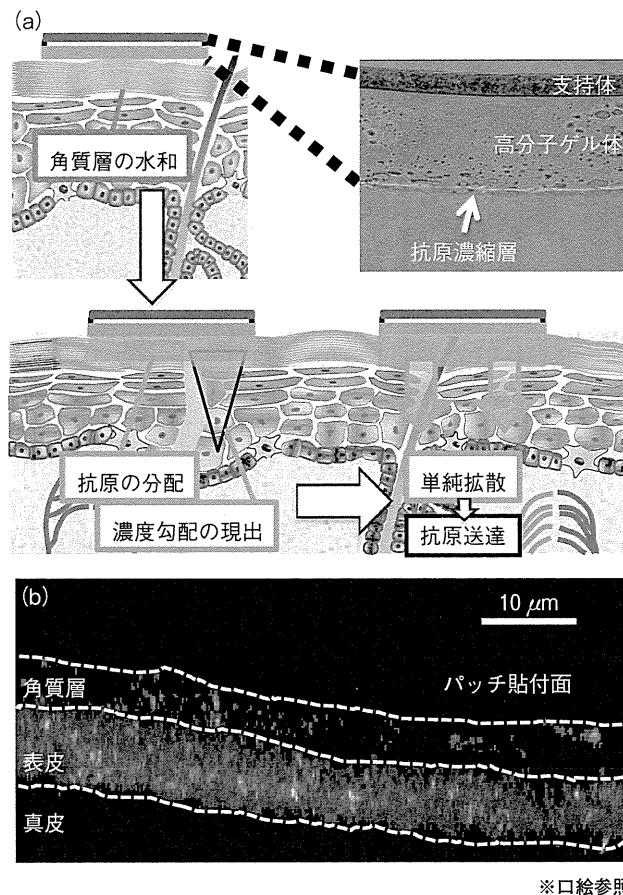 (a)
支持体
高分子ゲル体
角質層の水和
抗原濃縮層
抗原の分配
濃度勾配の現出
単純拡散
抗原送達
(b)
10 μm
角質層
パッチ貼付面
表皮
真皮
※口絵参照